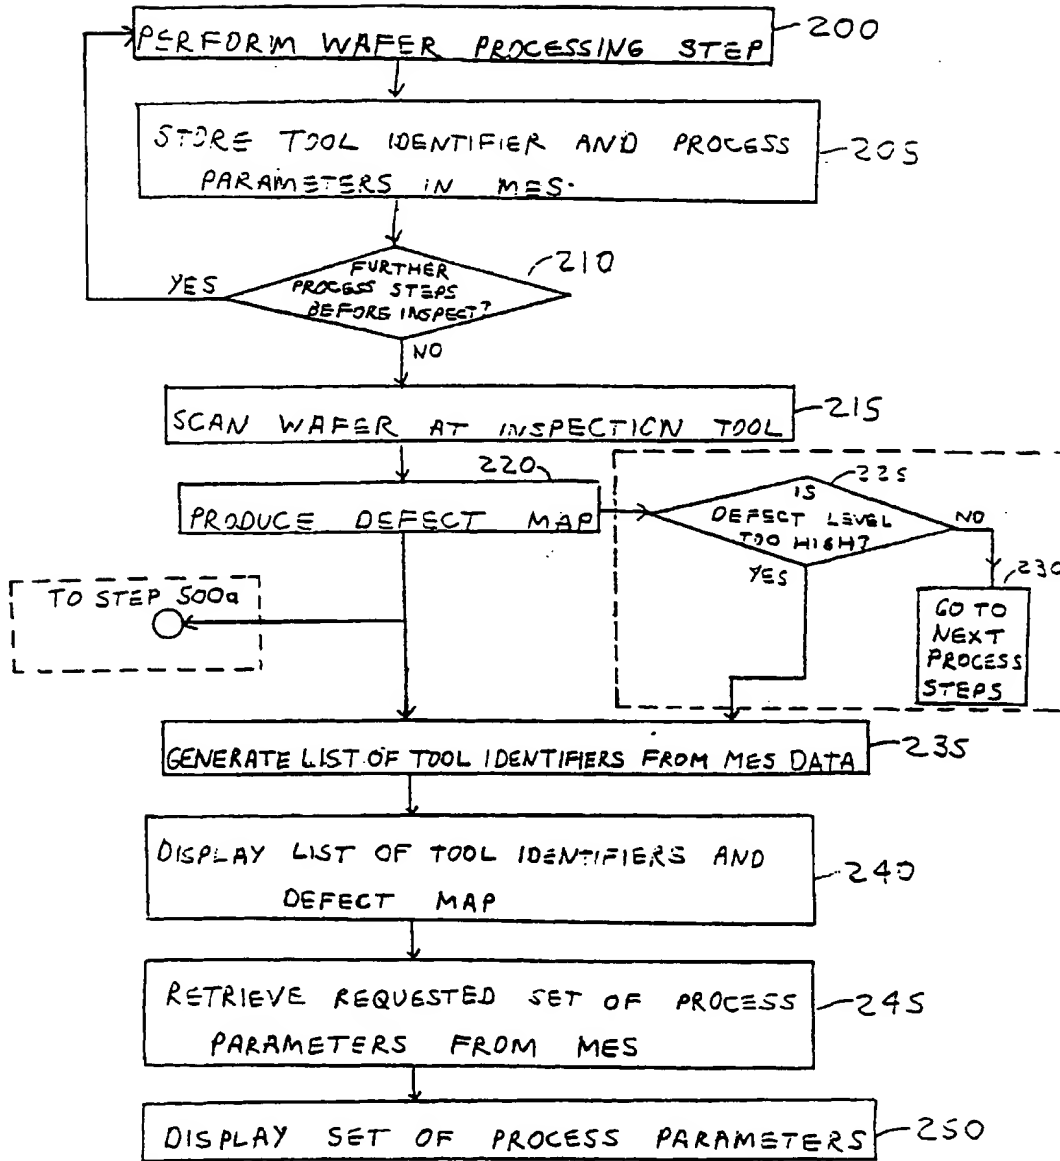 PERFORM WAFER PROCESSING STEP
200
STORE TOOL IDENTIFIER AND PROCESS
PARAMETERS IN MES.
205
FURTHER
PROCESS STEPS
BEFORE INSPECT?
210
YES
NO
SCAN WAFER AT INSPECTION TOOL
215
220
PRODUCE DEFECT MAP
IS
DEFECT LEVEL
TOO HIGH?
225
NO
YES
230
GO TO
NEXT
PROCESS
STEPS
TO STEP 500a
GENERATE LIST OF TOOL IDENTIFIERS FROM MES DATA
235
DISPLAY LIST OF TOOL IDENTIFIERS AND
DEFECT MAP
240
RETRIEVE REQUESTED SET OF PROCESS
PARAMETERS FROM MES
245
DISPLAY SET OF PROCESS PARAMETERS
250